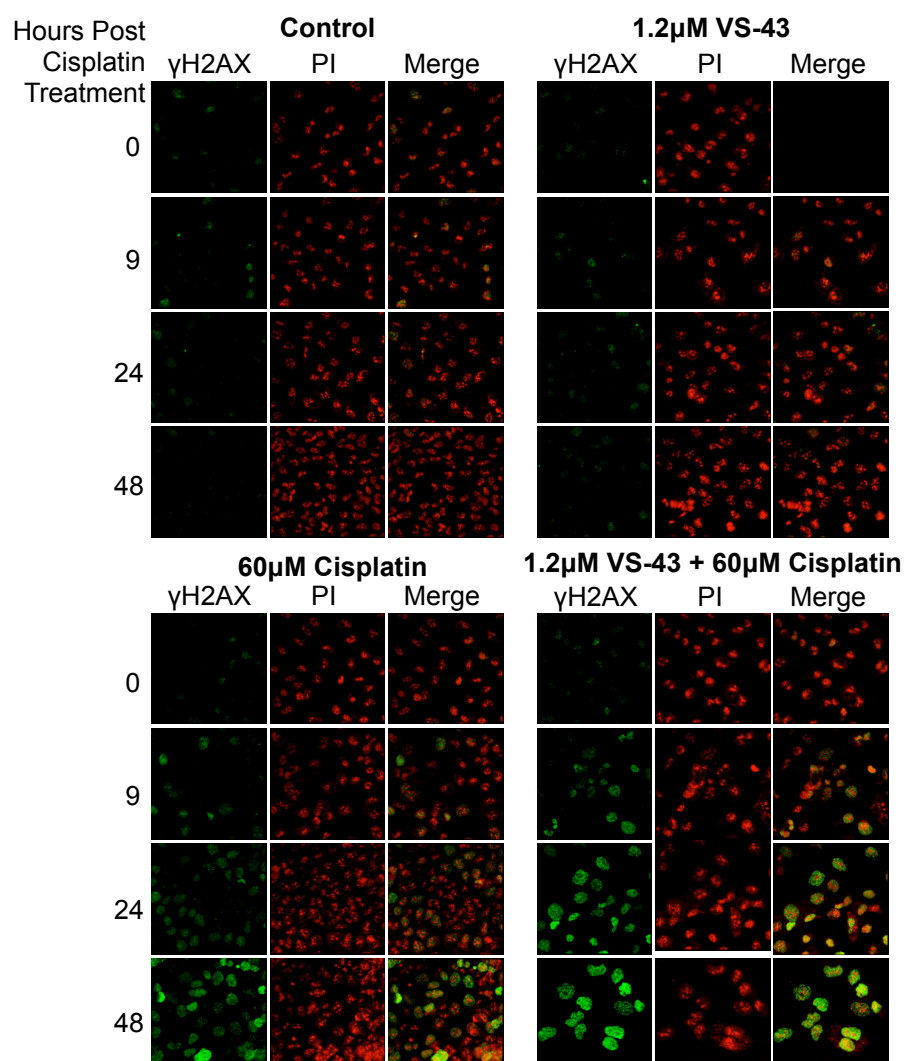 Hours Post
Cisplatin
Treatment
Control
γH2AX PI Merge
1.2µM VS-43
γH2AX PI Merge
0
9
24
48
60µM Cisplatin
γH2AX PI Merge
1.2µM VS-43 + 60µM Cisplatin
γH2AX PI Merge
0
9
24
48